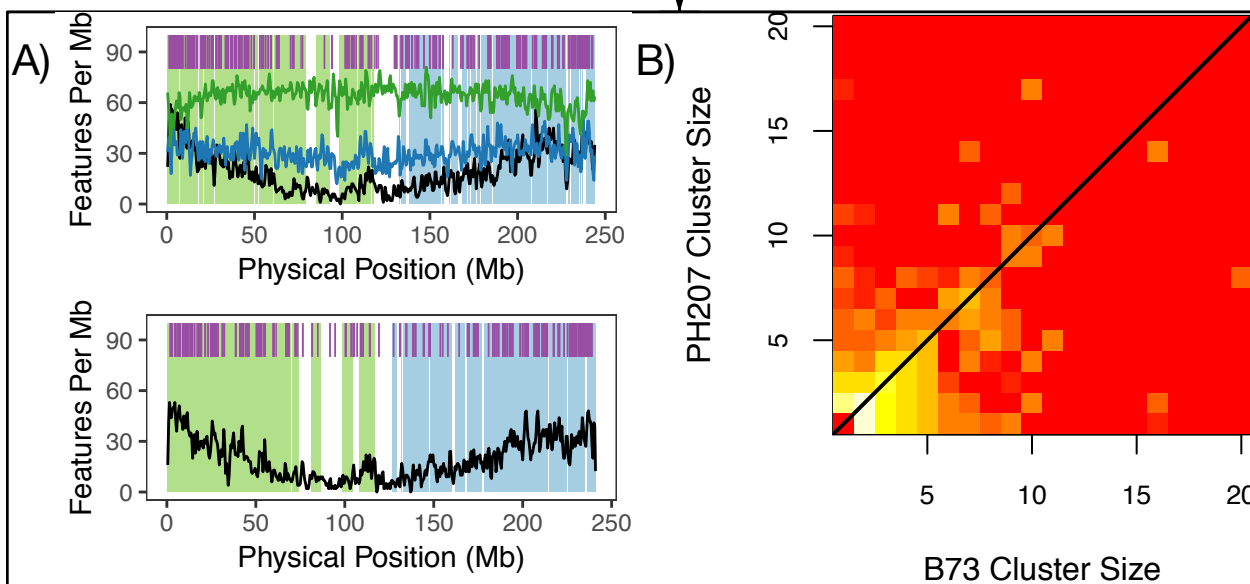 A)
Features Per Mb
90
60
30
0
0 50 100 150 200 250
Physical Position (Mb)
Features Per Mb
90
60
30
0
0 50 100 150 200 250
Physical Position (Mb)
B)
PH207 Cluster Size
20
15
10
5
5 10 15 20
B73 Cluster Size